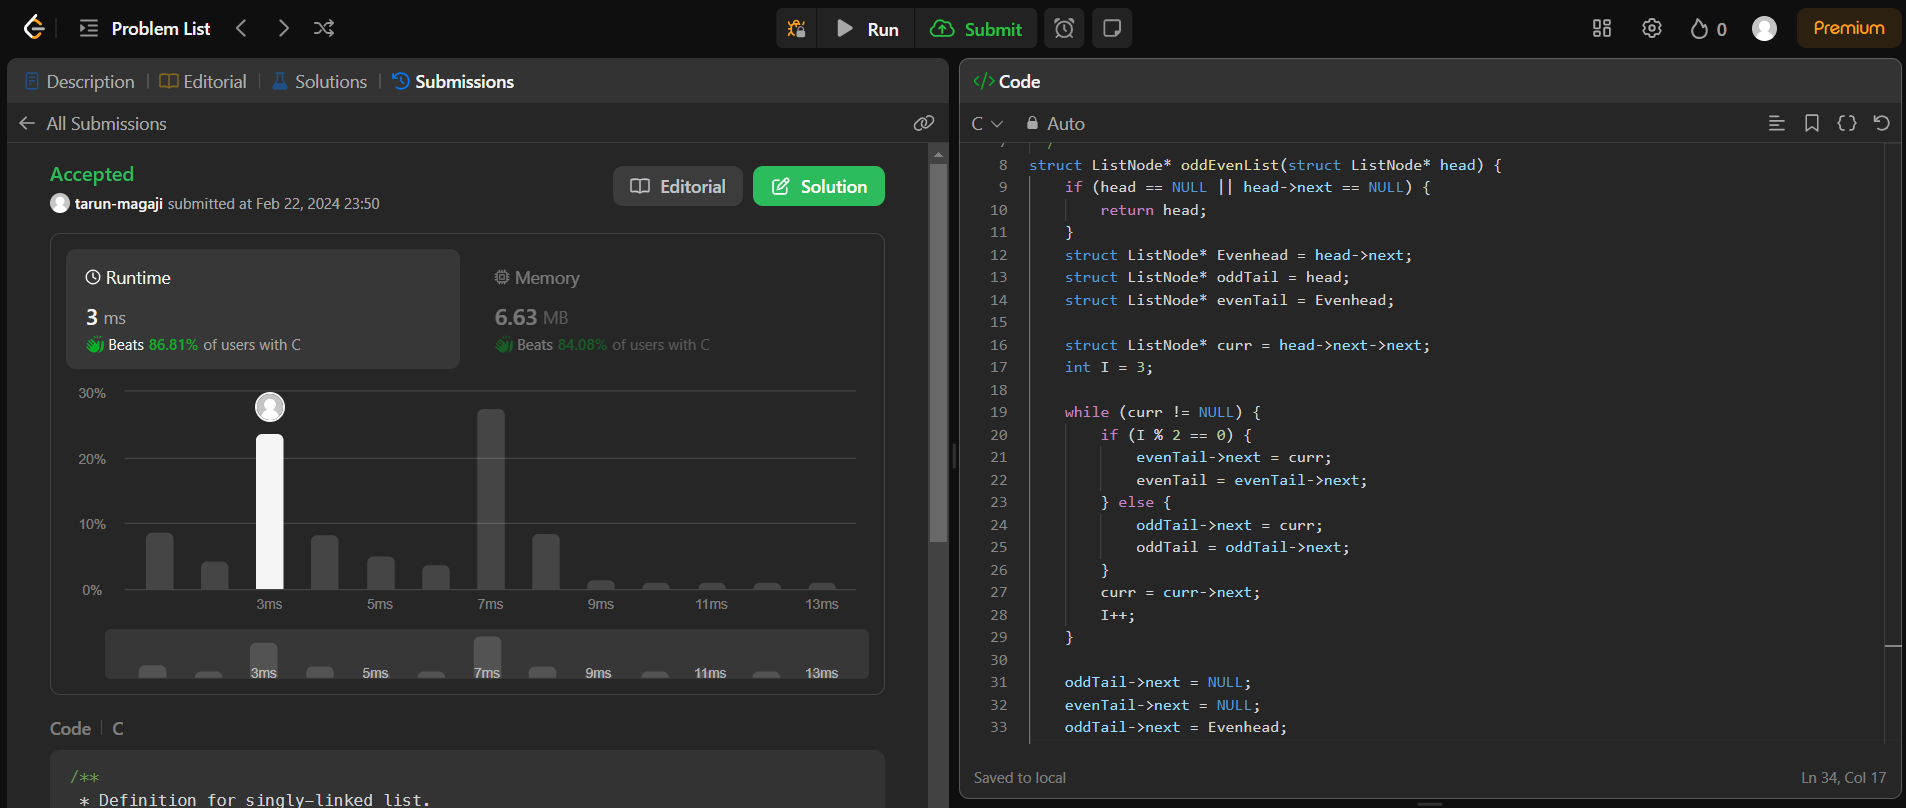 Problem List
Run
Submit
0
Premium
Description | Editorial | Solutions | Submissions
All Submissions
Accepted
tarun-magaji submitted at Feb 22, 2024 23:50
Editorial
Solution
Runtime
3 ms
Beats 86.81% of users with C
Memory
6.63 MB
Beats 84.08% of users with C
30%
20%
10%
0%
3ms 5ms 7ms 9ms 11ms 13ms
3ms 5ms 7ms 9ms 11ms 13ms
Code | C
/**
* Definition for singly-linked list.
</> Code
C Auto
8 struct ListNode* oddEvenList(struct ListNode* head) {
9 if (head == NULL || head->next == NULL) {
10 return head;
11 }
12 struct ListNode* Evenhead = head->next;
13 struct ListNode* oddTail = head;
14 struct ListNode* evenTail = Evenhead;
15
16 struct ListNode* curr = head->next->next;
17 int I = 3;
18
19 while (curr != NULL) {
20 if (I % 2 == 0) {
21 evenTail->next = curr;
22 evenTail = evenTail->next;
23 } else {
24 oddTail->next = curr;
25 oddTail = oddTail->next;
26 }
27 curr = curr->next;
28 I++;
29 }
30
31 oddTail->next = NULL;
32 evenTail->next = NULL;
33 oddTail->next = Evenhead;
Saved to local
Ln 34, Col 17